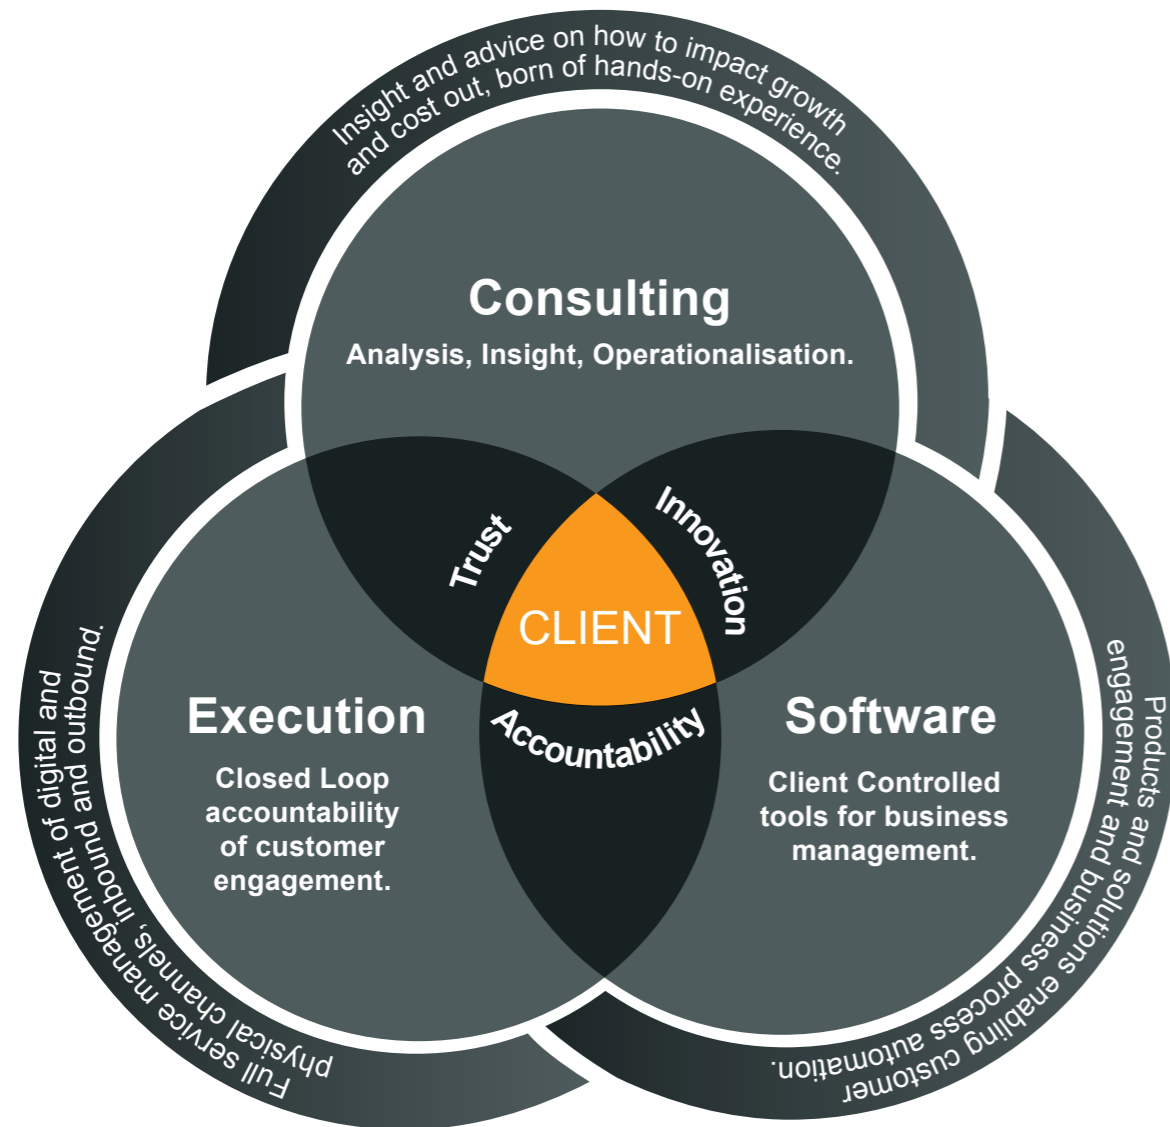 Insight and advice on how to impact growth
and cost out, born of hands-on experience.
Consulting
Analysis, Insight, Operationalisation.
Trust
Innovation
CLIENT
Accountability
Execution
Closed Loop
accountability
of customer
engagement.
Software
Client Controlled
tools for business
management.
Full service management of digital and
physical channels, inbound and outbound.
Products and solutions enabling customer
engagement and business process automation.